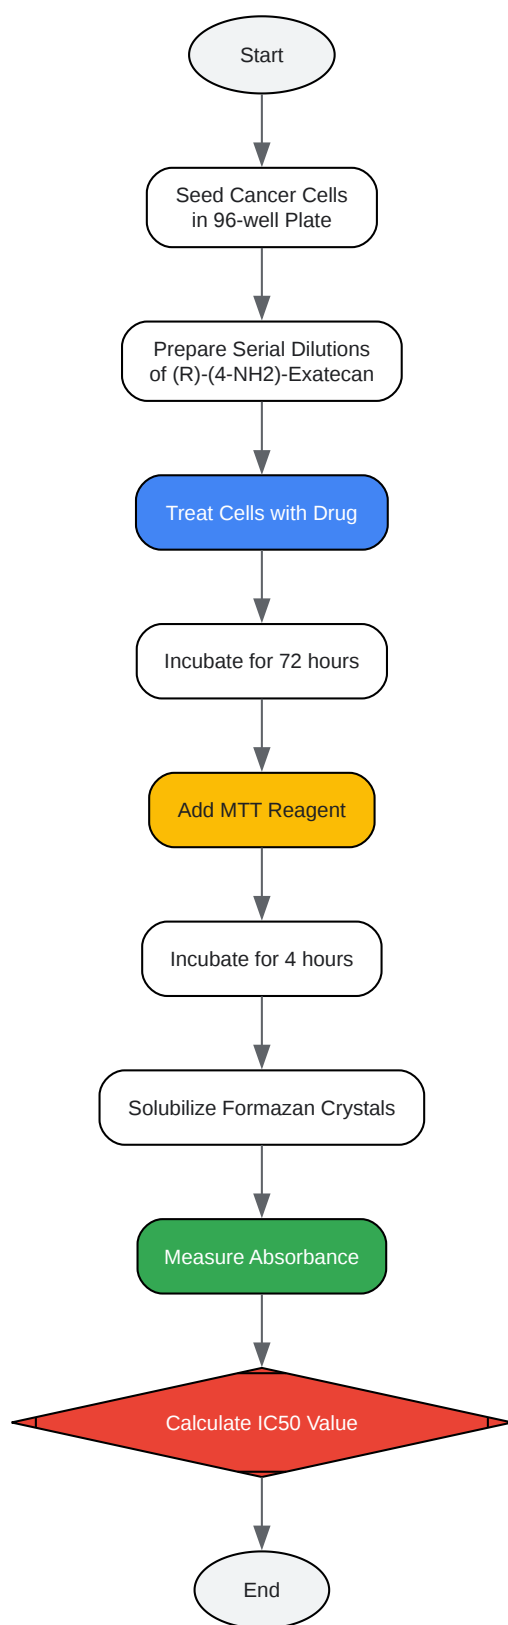 Start
Seed Cancer Cells
in 96-well Plate
Prepare Serial Dilutions
of (R)-(4-NH2)-Exatecan
Treat Cells with Drug
Incubate for 72 hours
Add MTT Reagent
Incubate for 4 hours
Solubilize Formazan Crystals
Measure Absorbance
Calculate IC50 Value
End